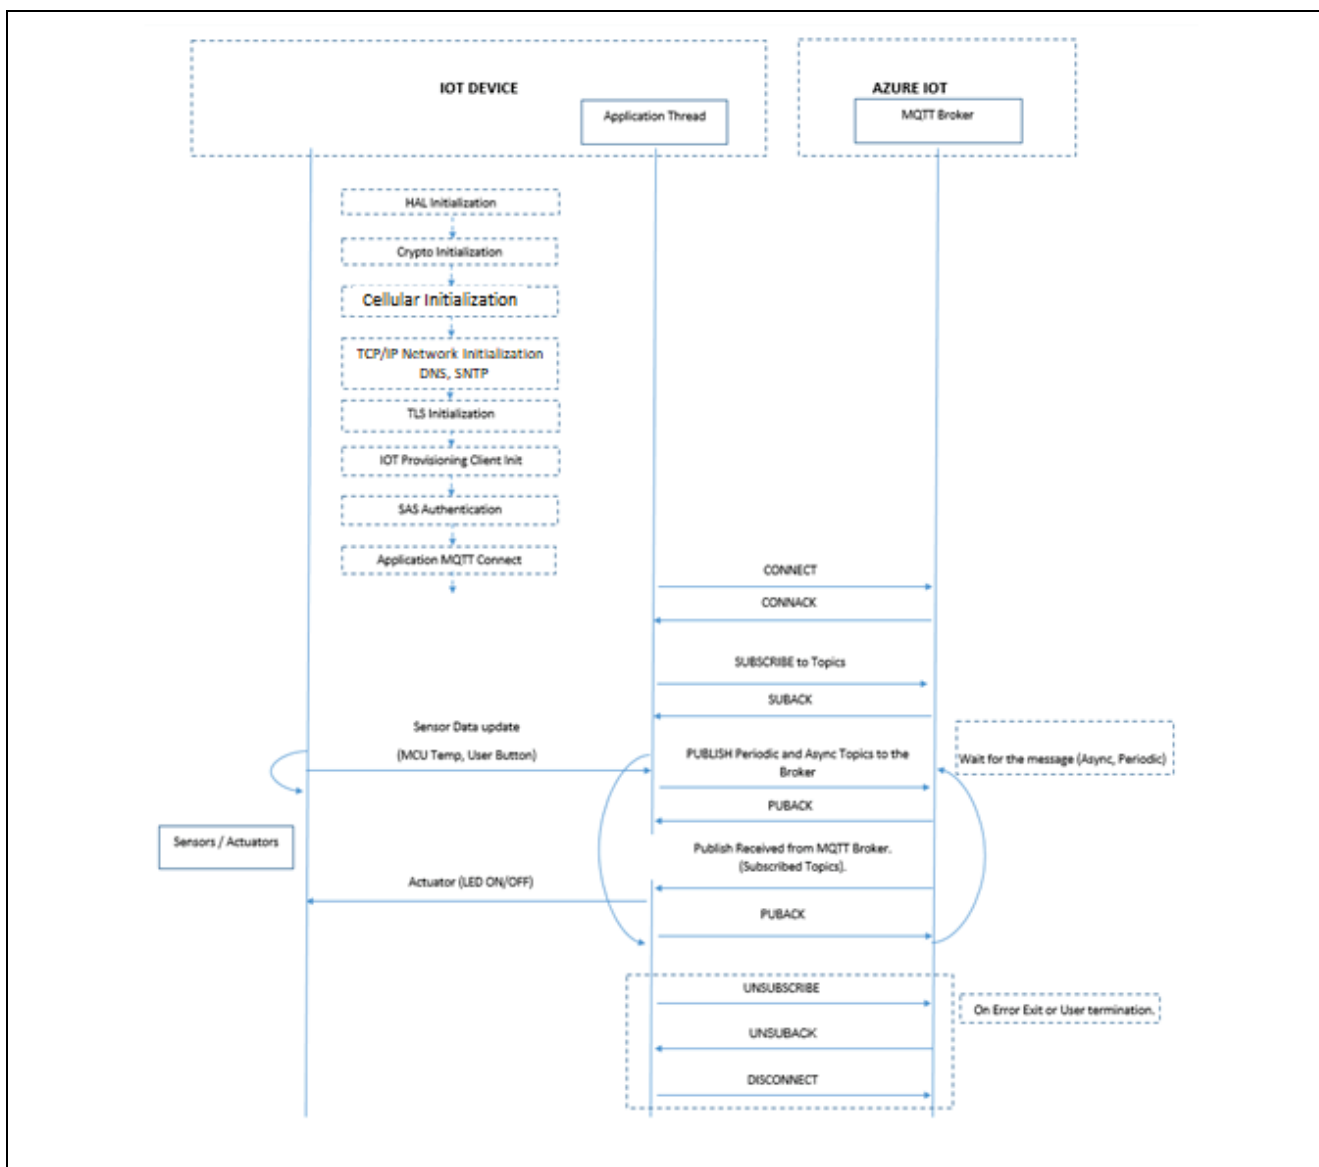 IOT DEVICE
AZURE IOT
Application Thread
MQTT Broker
HAL Initialization
Crypto Initialization
Cellular Initialization
TCP/IP Network Initialization
DNS, SNTP
TLS Initialization
IOT Provisioning Client Init
SAS Authentication
Application MQTT Connect
CONNECT
CONNACK
SUBSCRIBE to Topics
SUBACK
Sensor Data update
(MCU Temp, User Button)
PUBLISH Periodic and Async Topics to the
Broker
Wait for the message (Async, Periodic)
PUBACK
Sensors / Actuators
Publish Received from MQTT Broker.
(Subscribed Topics).
Actuator (LED ON/OFF)
PUBACK
UNSUBSCRIBE
On Error Exit or User termination.
UNSUBACK
DISCONNECT